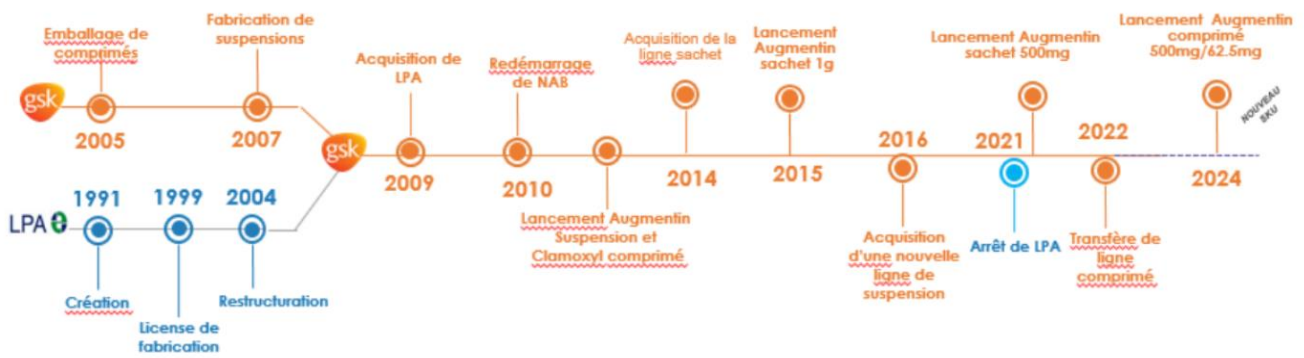 Emballage de
comprimés
Fabrication de
suspensions
gsk
2005
2007
LPA
1991
1999
2004
Création
License de
fabrication
Restructuration
gsk
Acquisition de
LPA
2009
Redémarrage
de NAB
2010
Lancement Augmentin
Suspension et
Clamoxyl comprimé
Acquisition de la
ligne sachet
2014
Lancement
Augmentin
sachet 1g
2015
2016
Acquisition
d'une nouvelle
ligne de
suspension
Lancement Augmentin
sachet 500mg
2021
Arrêt de LPA
2022
Transfère de
ligne
comprimé
Lancement Augmentin
comprimé
500mg/62.5mg
2024
NOUVEAU
SKU